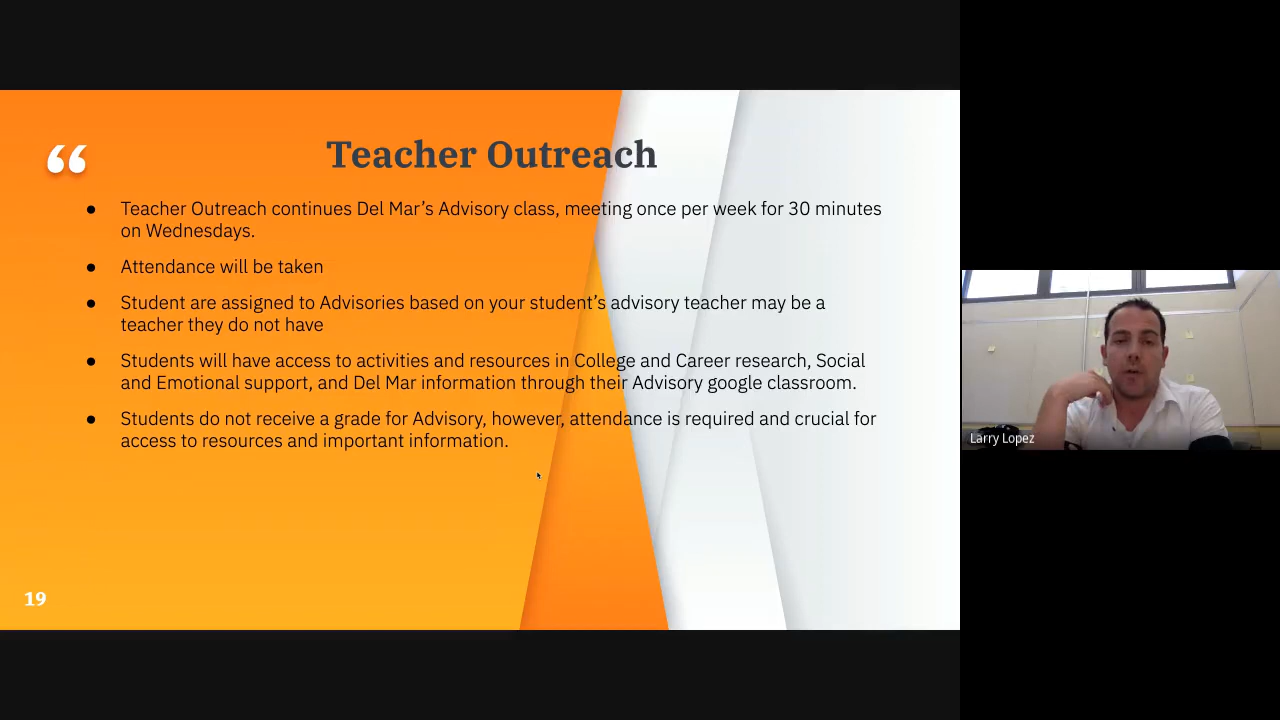 “
Teacher Outreach
● Teacher Outreach continues Del Mar’s Advisory class, meeting once per week for 30 minutes
on Wednesdays.
● Attendance will be taken
● Student are assigned to Advisories based on your student’s advisory teacher may be a
teacher they do not have
● Students will have access to activities and resources in College and Career research, Social
and Emotional support, and Del Mar information through their Advisory google classroom.
● Students do not receive a grade for Advisory, however, attendance is required and crucial for
access to resources and important information.
19
Larry Lopez